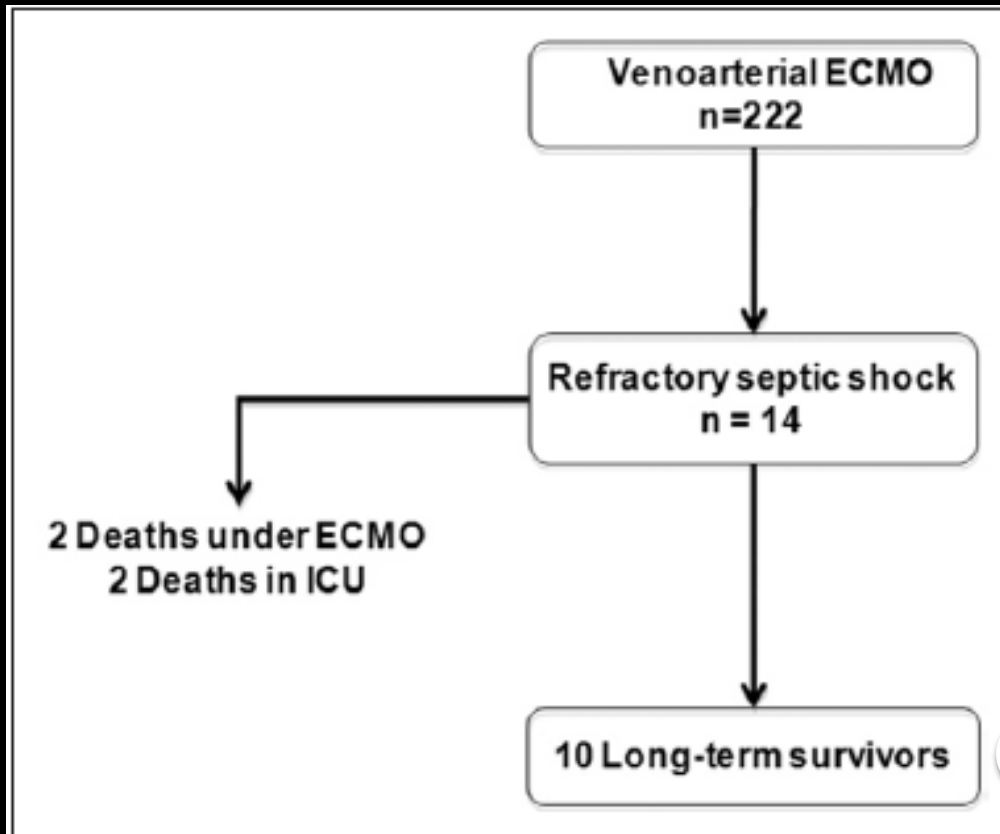 Venoarterial ECMO
n=222
Refractory septic shock
n = 14
2 Deaths under ECMO
2 Deaths in ICU
10 Long-term survivors